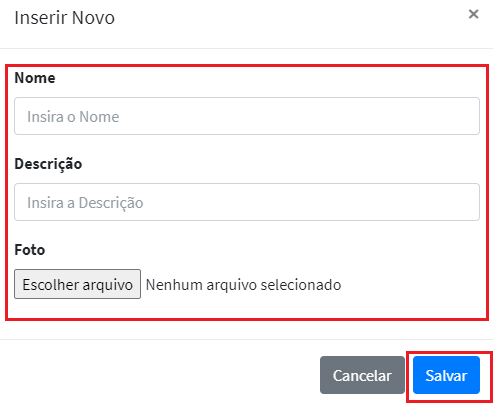 Inserir Novo ×
Nome
Insira o Nome
Descrição
Insira a Descrição
Foto
Escolher arquivo Nenhum arquivo selecionado
Cancelar Salvar